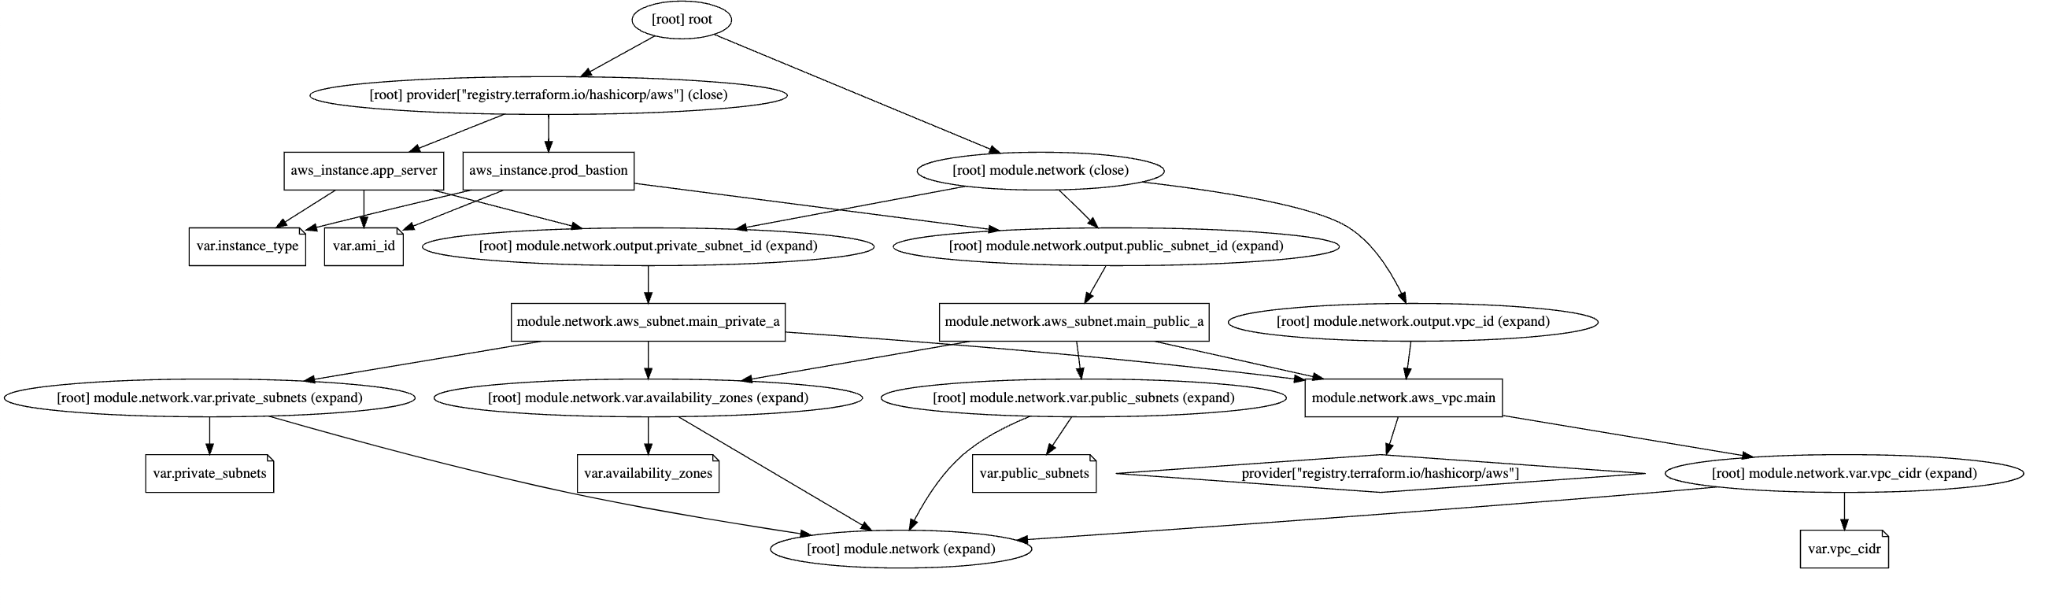 [root] root
[root] provider["registry.terraform.io/hashicorp/aws"] (close)
aws_instance.app_server
aws_instance.prod_bastion
[root] module.network (close)
var.instance_type
var.ami_id
[root] module.network.output.private_subnet_id (expand)
[root] module.network.output.public_subnet_id (expand)
module.network.aws_subnet.main_private_a
module.network.aws_subnet.main_public_a
[root] module.network.output.vpc_id (expand)
[root] module.network.var.private_subnets (expand)
[root] module.network.var.availability_zones (expand)
[root] module.network.var.public_subnets (expand)
module.network.aws_vpc.main
var.private_subnets
var.availability_zones
var.public_subnets
provider["registry.terraform.io/hashicorp/aws"]
[root] module.network.var.vpc_cidr (expand)
[root] module.network (expand)
var.vpc_cidr